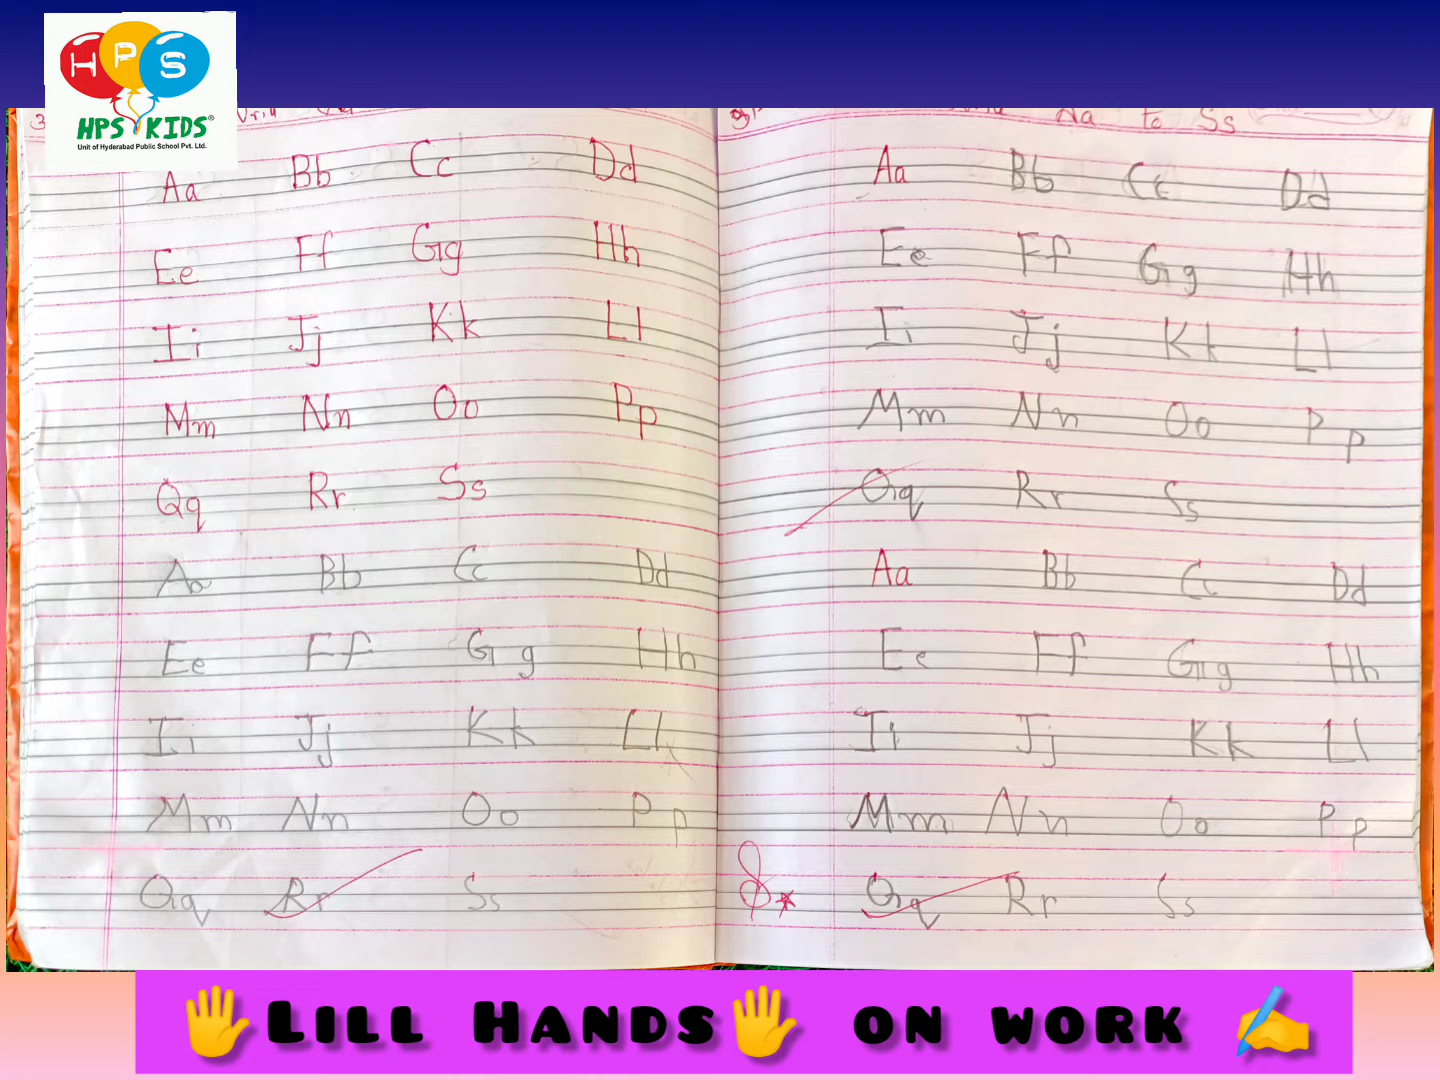 HPS
HPS KIDS®
Unit of Hyderabad Public School Pvt. Ltd.
Aa Bb Cc Dd
Ee Ff Gg Hh
Ii Jj Kk Ll
Mm Nn Oo Pp
Qq Rr Ss
Aa Bb Cc Dd
Ee Ff Gg Hh
Ii Jj Kk Ll
Mm Nn Oo Pp
Qq Rr Ss
Aa to Ss
Aa Bb Cc Dd
Ee Ff Gg Hh
Ii Jj Kk Ll
Mm Nn Oo Pp
Qq Rr Ss
Aa Bb Cc Dd
Ee Ff Gg Hh
Ii Jj Kk Ll
Mm Nn Oo Pp
Qq Rr Ss
🖐LILL HANDS🖐 ON WORK ✍